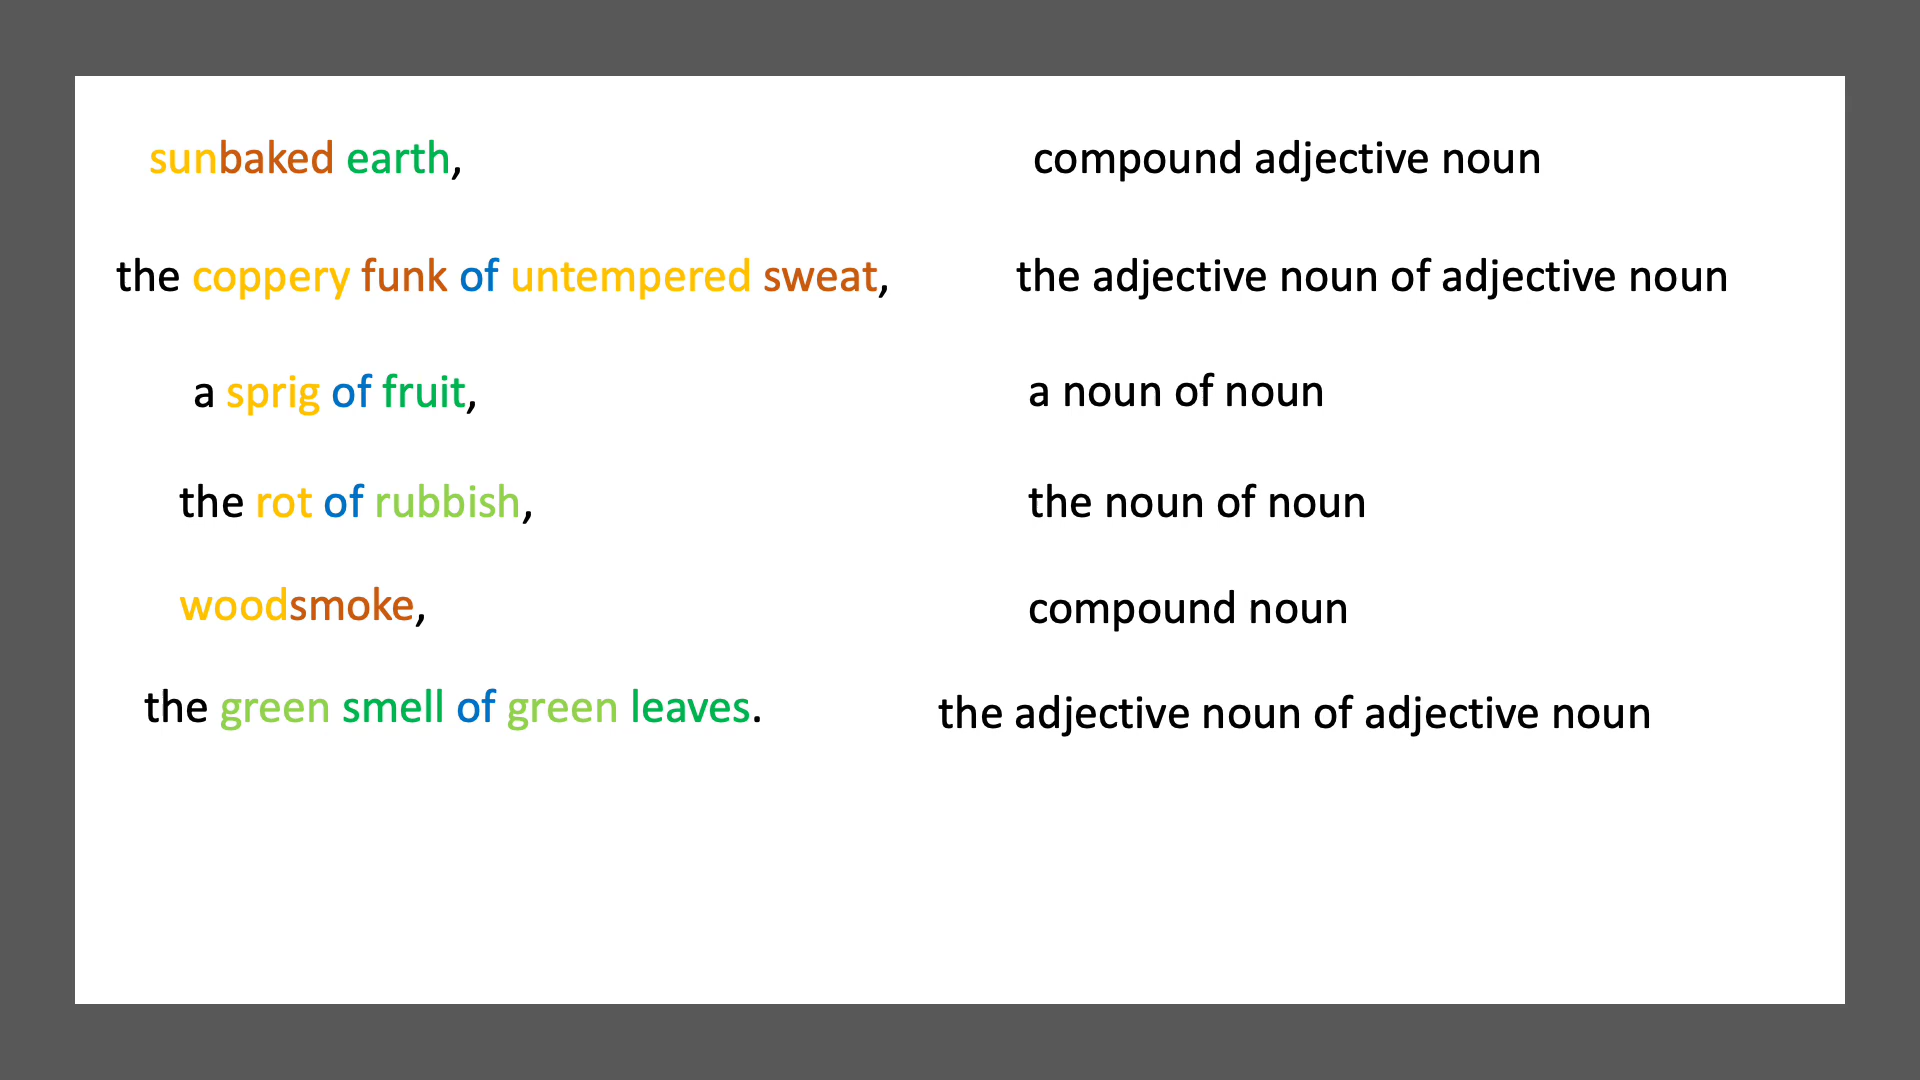 sunbaked earth, compound adjective noun
the coppery funk of untempered sweat, the adjective noun of adjective noun
a sprig of fruit, a noun of noun
the rot of rubbish, the noun of noun
woodsmoke, compound noun
the green smell of green leaves. the adjective noun of adjective noun